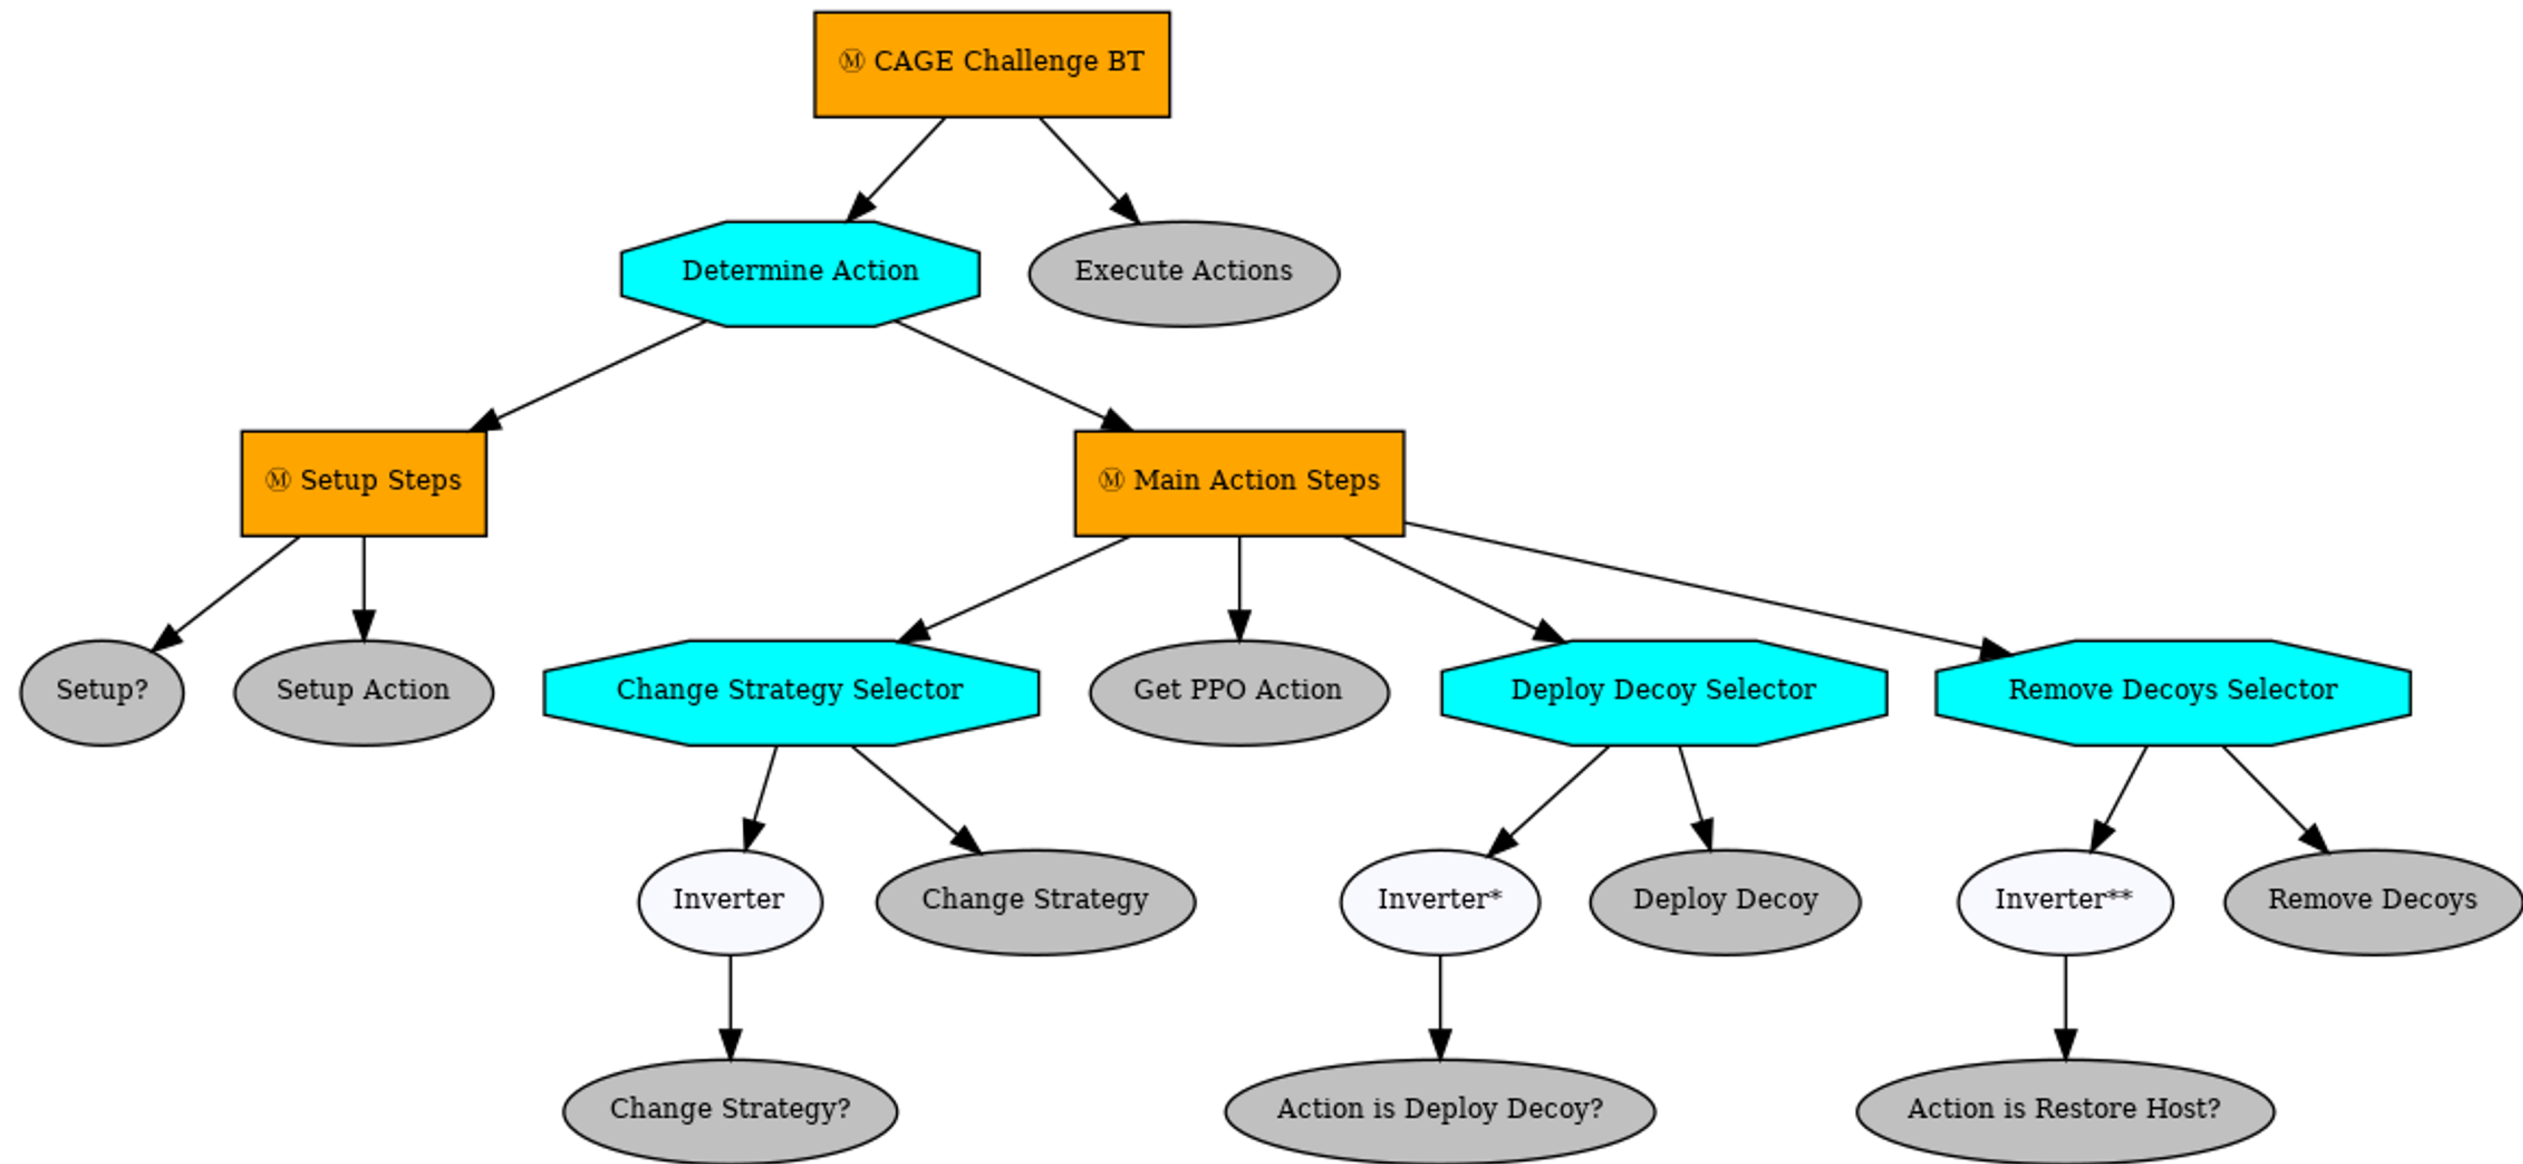 Ⓜ CAGE Challenge BT
Determine Action
Execute Actions
Ⓜ Setup Steps
Ⓜ Main Action Steps
Setup?
Setup Action
Change Strategy Selector
Get PPO Action
Deploy Decoy Selector
Remove Decoys Selector
Inverter
Change Strategy
Inverter*
Deploy Decoy
Inverter**
Remove Decoys
Change Strategy?
Action is Deploy Decoy?
Action is Restore Host?